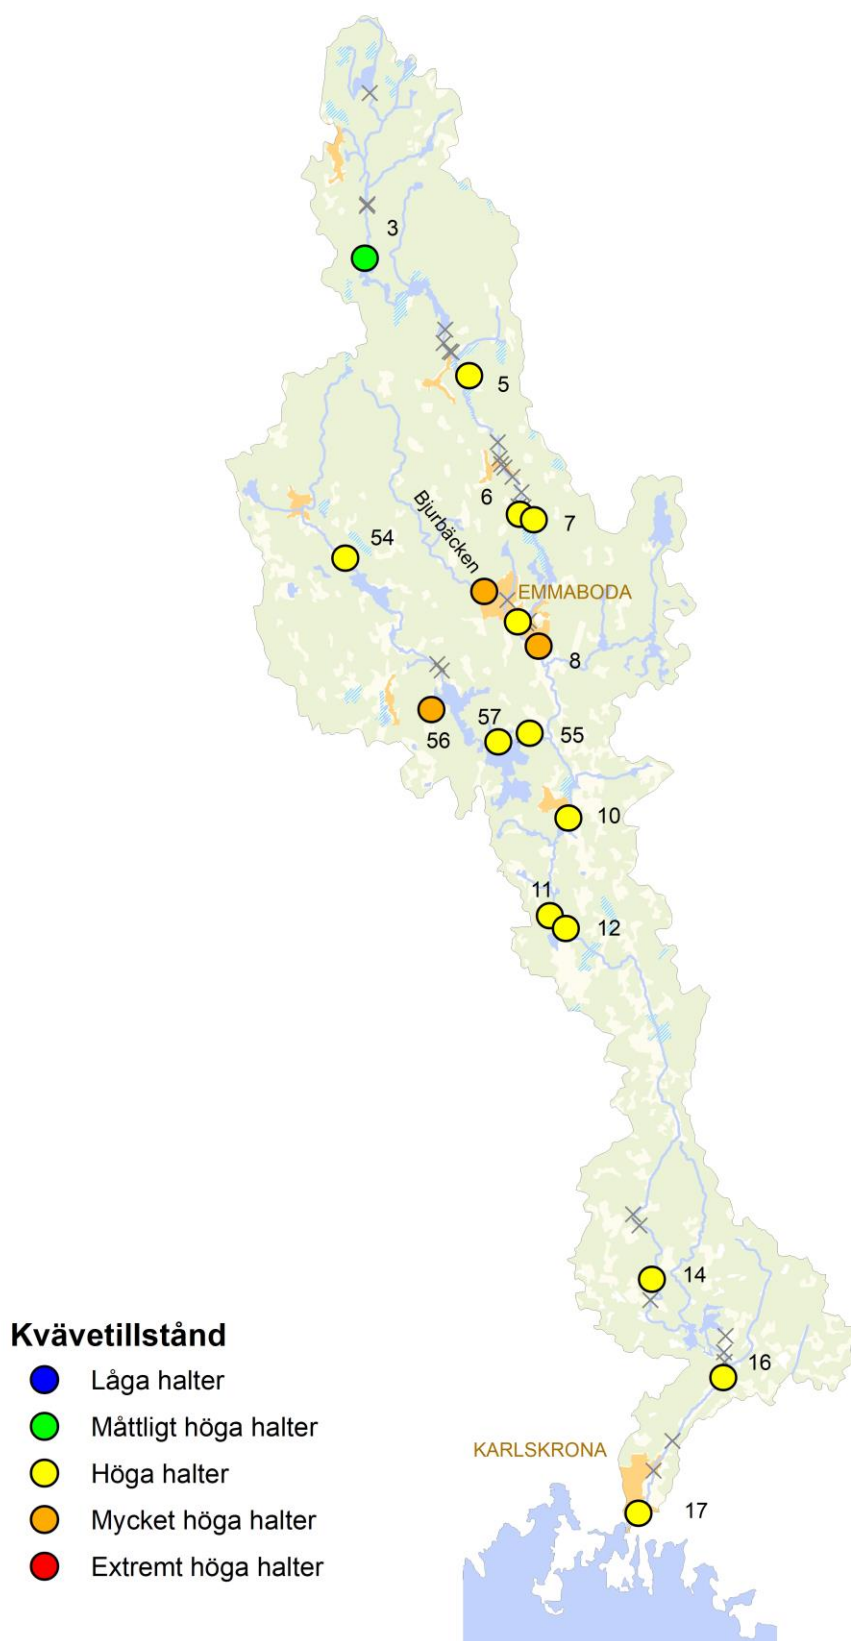 3
5
6
7
54
Bjurbäcken
EMMABODA
8
57
55
56
10
11
12
14
Kvävetillstånd
Låga halter
16
Måttligt höga halter
KARLSKRONA
Höga halter
17
Mycket höga halter
Extremt höga halter